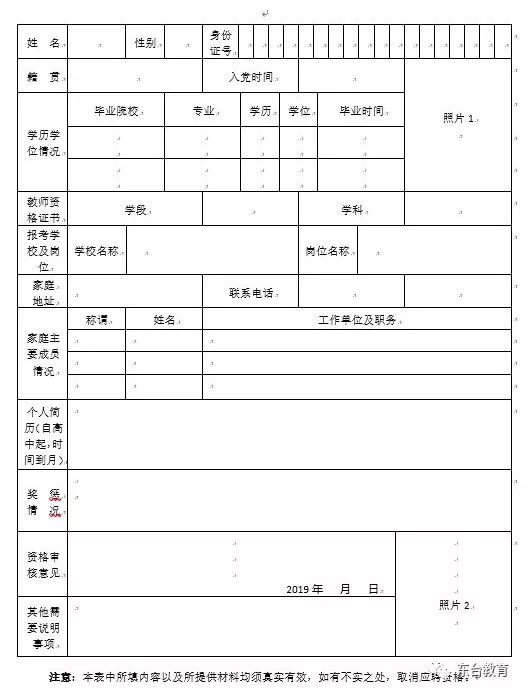 姓 名 性别 身份
证号
籍 贯 入党时间
照片 1
学历学
位情况
毕业院校 专业 学历 学位 毕业时间
教师资
格证书
学段 学科
报考学
校及岗
位
学校名称 岗位名称
家庭
地址
联系电话
家庭主
要成员
情况
称谓 姓名 工作单位及职务
个人简
历(自高
中起,时
间到月)
奖 惩
情 况
资格审
核意见
2019 年 月 日
照片 2
其他需
要说明
事项
注意：本表中所填内容以及所提供材料均须真实有效，如有不实之处，取消应聘资格。
东台教育